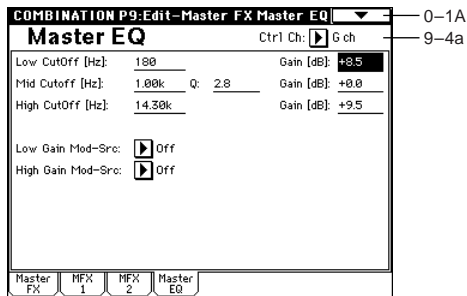 COMBINATION P9:Edit–Master FX Master EQ 0–1A
Master EQ Ctrl Ch: G ch 9–4a
Low CutOff [Hz]: 180 Gain [dB]: +8.5
Mid Cutoff [Hz]: 1.00k Q: 2.8 Gain [dB]: +0.0
High CutOff [Hz]: 14.30k Gain [dB]: +9.5
Low Gain Mod-Src: Off
High Gain Mod-Src: Off
Master FX MFX 1 MFX 2 Master EQ